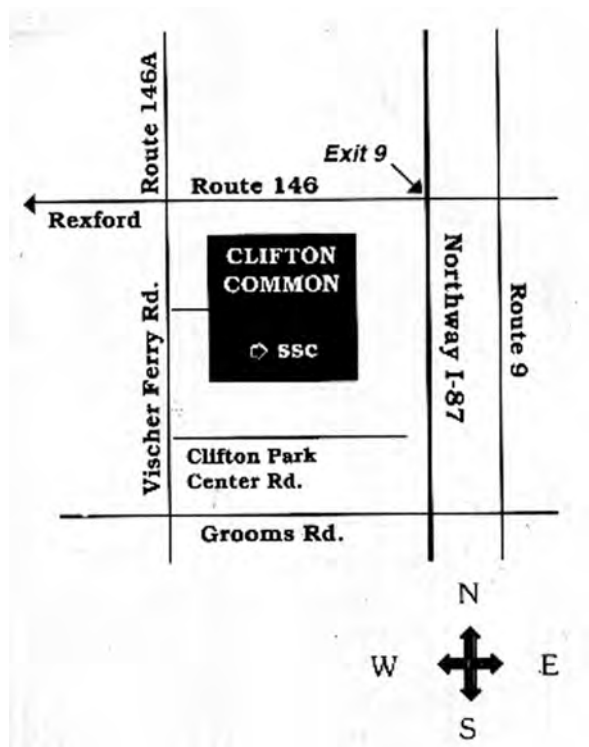 Route 146A
Exit 9
Route 146
Rexford
CLIFTON
COMMON
⇨ SSC
Vischer Ferry Rd.
Northway I-87
Route 9
Clifton Park
Center Rd.
Grooms Rd.
N
W
E
S